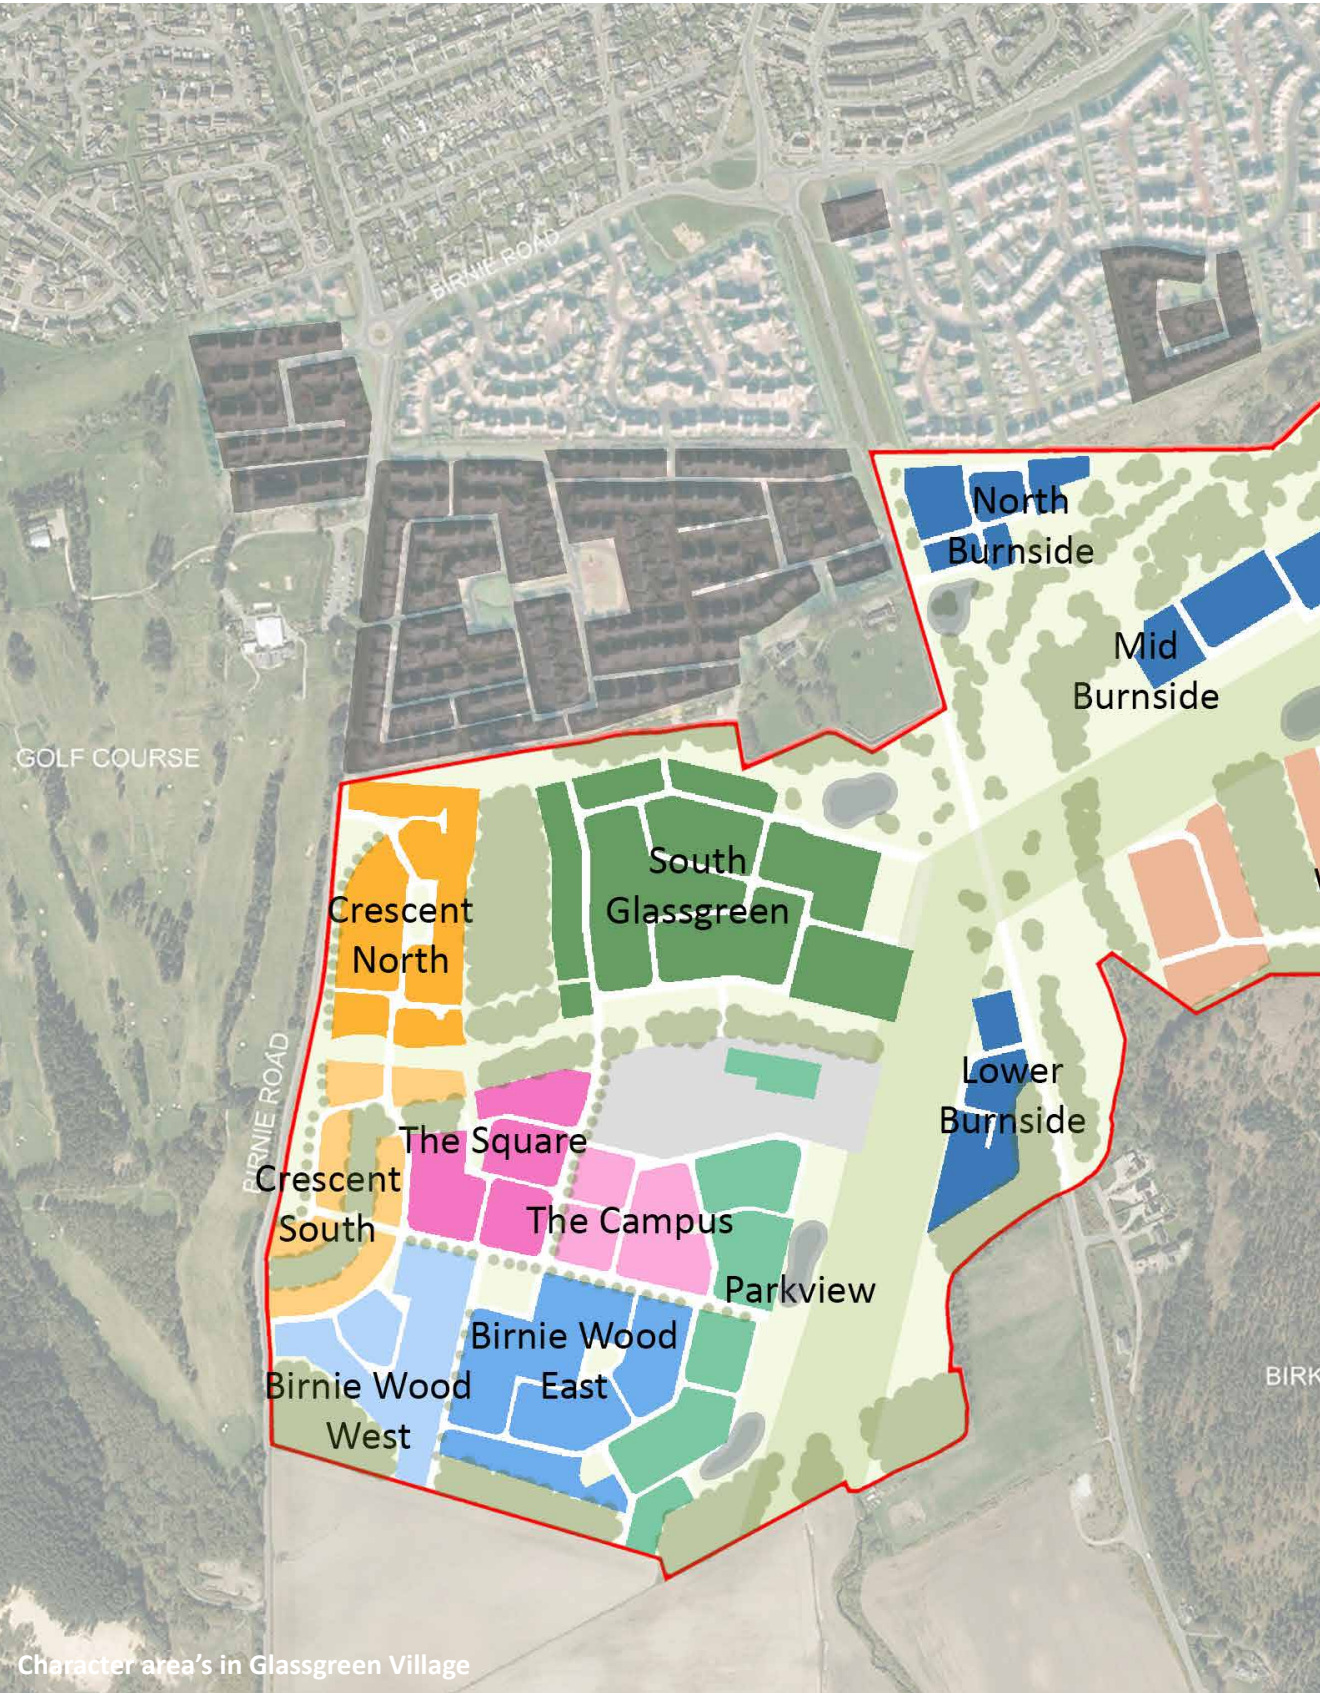 BIRNIE ROAD
North
Burnside
Mid
Burnside
GOLF COURSE
South
Glassgreen
Crescent
North
BIRNIE ROAD
Lower
Burnside
The Square
Crescent
South
The Campus
Parkview
Birnie Wood
East
Birnie Wood
West
BIRK
Character area's in Glassgreen Village